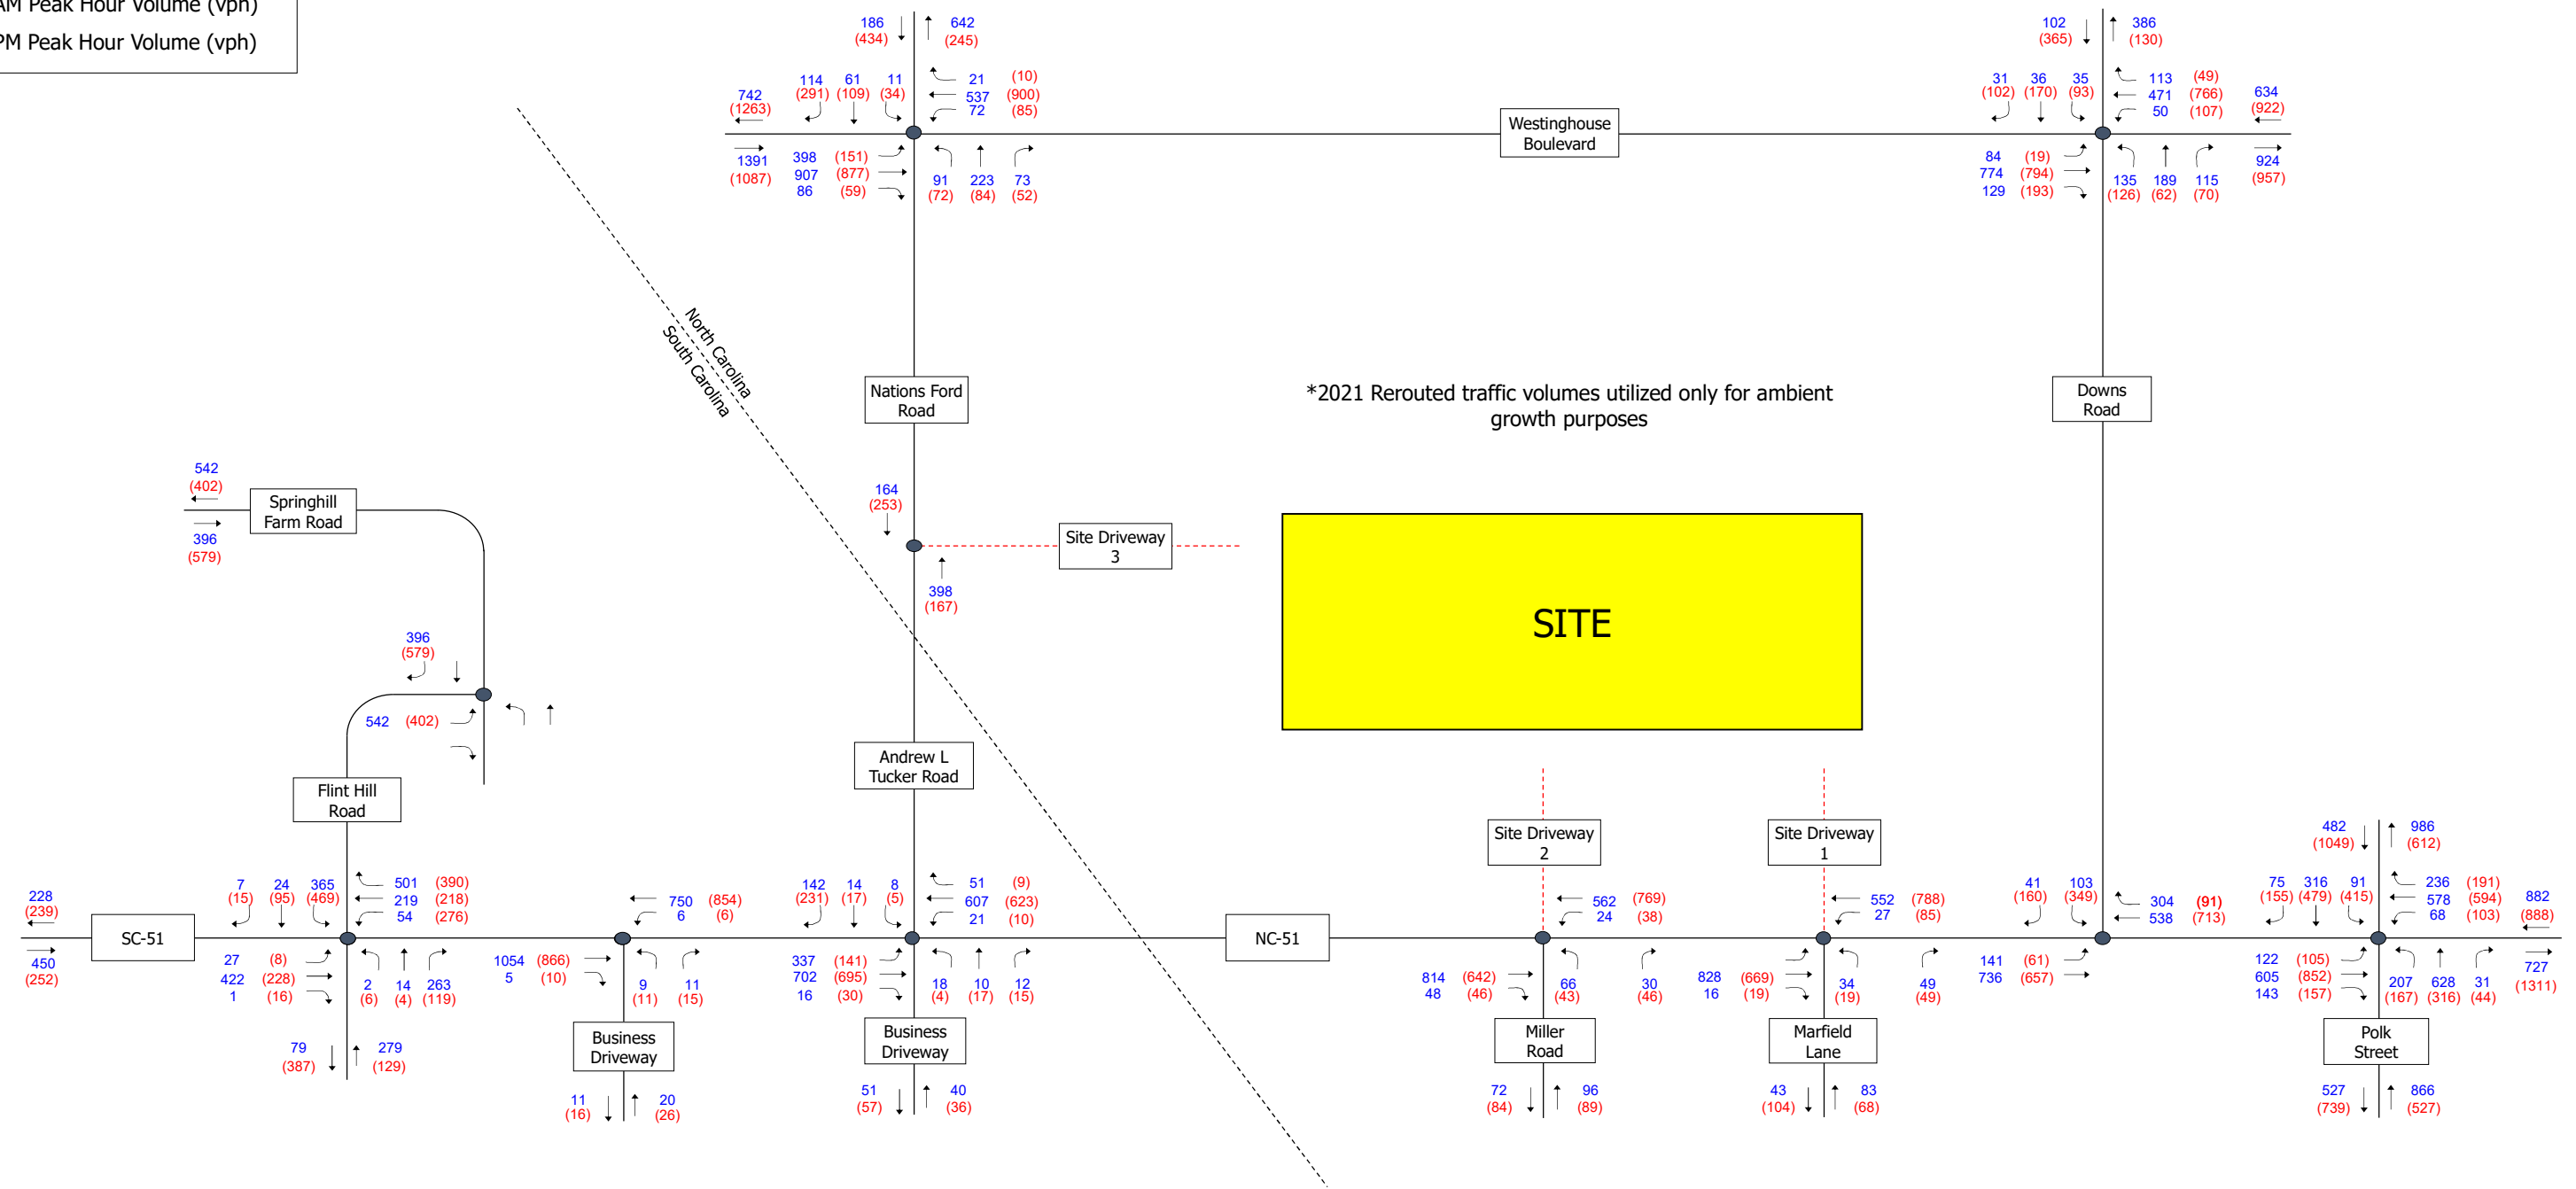 AM Peak Hour Volume (vph)
PM Peak Hour Volume (vph)
186 642
(434) (245)
114 61 11
(291) (109) (34)
21 (10)
537 (900)
72 (85)
742
(1263)
1391
(1087)
398 (151)
907 (877)
86 (59)
91 223 73
(72) (84) (52)
Westinghouse
Boulevard
102 386
(365) (130)
31 36 35
(102) (170) (93)
113 (49)
471 (766)
50 (107)
634
(922)
84 (19)
774 (794)
129 (193)
135 189 115
(126) (62) (70)
924
(957)
North Carolina
South Carolina
Nations Ford
Road
*2021 Rerouted traffic volumes utilized only for ambient
growth purposes
Downs
Road
542
(402)
Springhill
Farm Road
396
(579)
164
(253)
Site Driveway
3
398
(167)
SITE
396
(579)
542 (402)
Flint Hill
Road
Andrew L
Tucker Road
Site Driveway
2
Site Driveway
1
482 986
(1049) (612)
228
(239)
SC-51
450
(252)
7 24 365
(15) (95) (469)
501 (390)
219 (218)
54 (276)
27 (8)
422 (228)
1 (16)
2 14 263
(6) (4) (119)
79 279
(387) (129)
750 (854)
6 (6)
1054 (866)
5 (10)
9 11
(11) (15)
Business
Driveway
11 20
(16) (26)
142 14 8
(231) (17) (5)
51 (9)
607 (623)
21 (10)
337 (141)
702 (695)
16 (30)
18 10 12
(4) (17) (15)
Business
Driveway
51 40
(57) (36)
NC-51
562 (769)
24 (38)
814 (642)
48 (46)
66 30
(43) (46)
Miller
Road
72 96
(84) (89)
552 (788)
27 (85)
828 (669)
16 (19)
34 49
(19) (49)
Marfield
Lane
43 83
(104) (68)
41 103
(160) (349)
304 (91)
538 (713)
141 (61)
736 (657)
75 316 91
(155) (479) (415)
236 (191)
578 (594)
68 (103)
882
(888)
122 (105)
605 (852)
143 (157)
207 628 31
(167) (316) (44)
727
(1311)
Polk
Street
527 866
(739) (527)